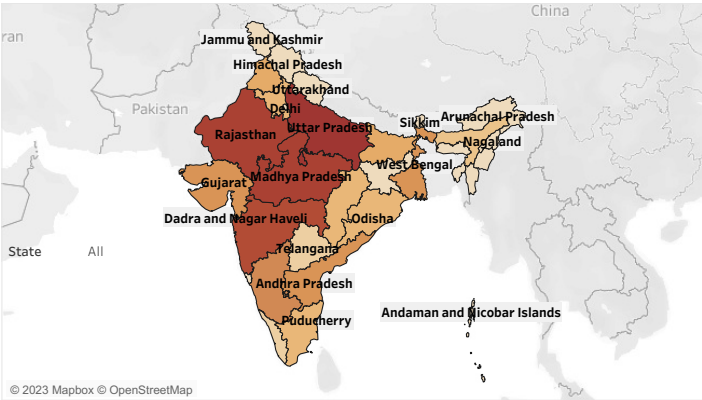 China
Jammu and Kashmir
ran
Himachal Pradesh
Uttarakhand
Pakistan
Delhi
Sikkim
Arunachal Pradesh
Rajasthan
Uttar Pradesh
Nagaland
West Bengal
Gujarat
Madhya Pradesh
Dadra and Nagar Haveli
Odisha
Telangana
State
All
Andhra Pradesh
Puducherry
Andaman and Nicobar Islands
© 2023 Mapbox © OpenStreetMap